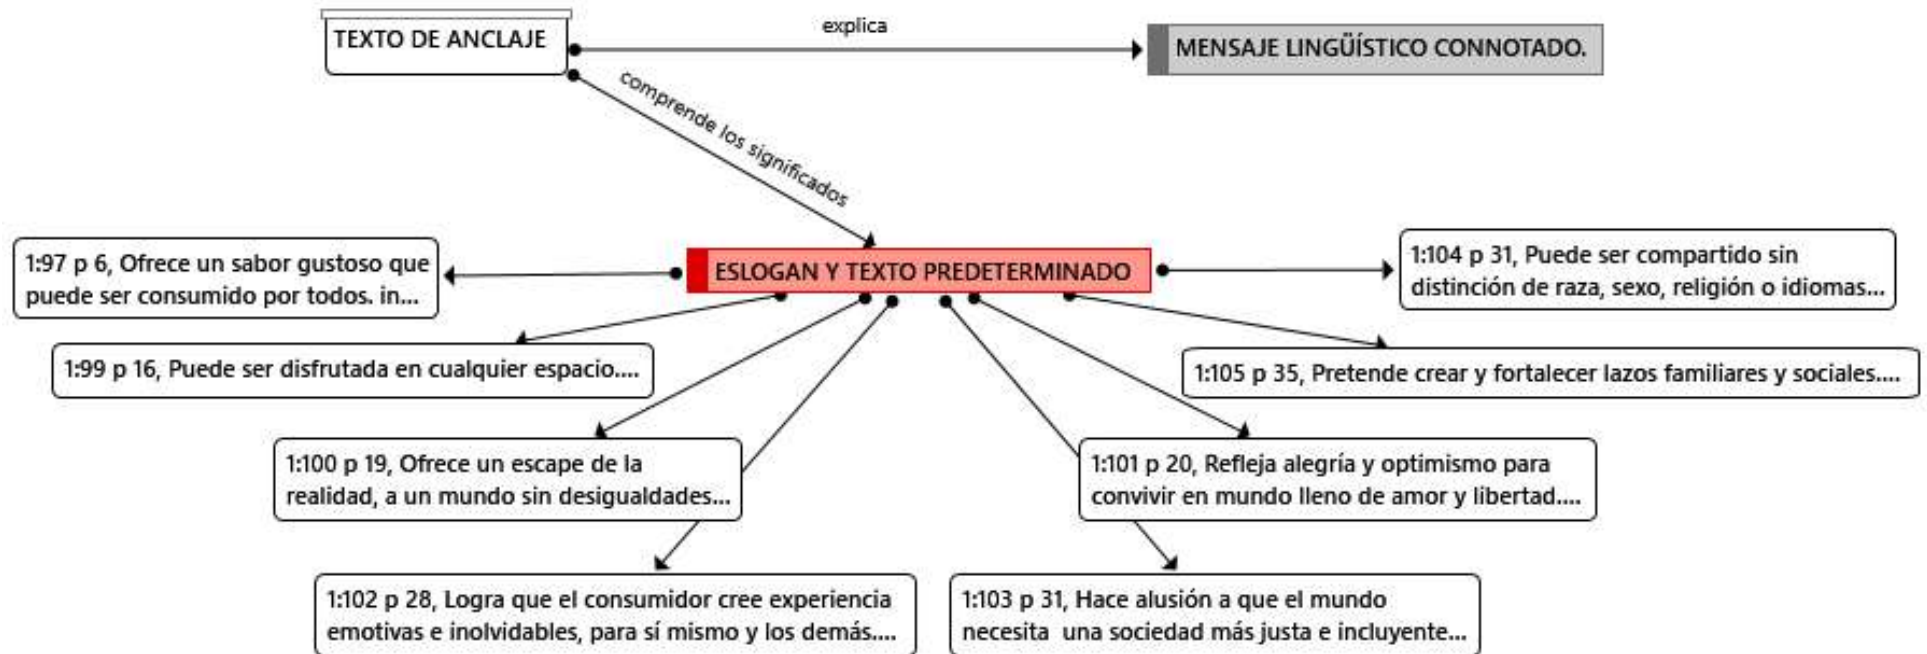 TEXTO DE ANCLAJE
explica
MENSAJE LINGÜÍSTICO CONNOTADO.
comprende los significados
ESLOGAN Y TEXTO PREDETERMINADO
1:97 p 6, Ofrece un sabor gustoso que
puede ser consumido por todos. in...
1:104 p 31, Puede ser compartido sin
distinción de raza, sexo, religión o idiomas...
1:99 p 16, Puede ser disfrutada en cualquier espacio....
1:105 p 35, Pretende crear y fortalecer lazos familiares y sociales....
1:100 p 19, Ofrece un escape de la
realidad, a un mundo sin desigualdades...
1:101 p 20, Refleja alegría y optimismo para
convivir en mundo lleno de amor y libertad....
1:102 p 28, Logra que el consumidor cree experiencia
emotivas e inolvidables, para sí mismo y los demás....
1:103 p 31, Hace alusión a que el mundo
necesita una sociedad más justa e incluyente...